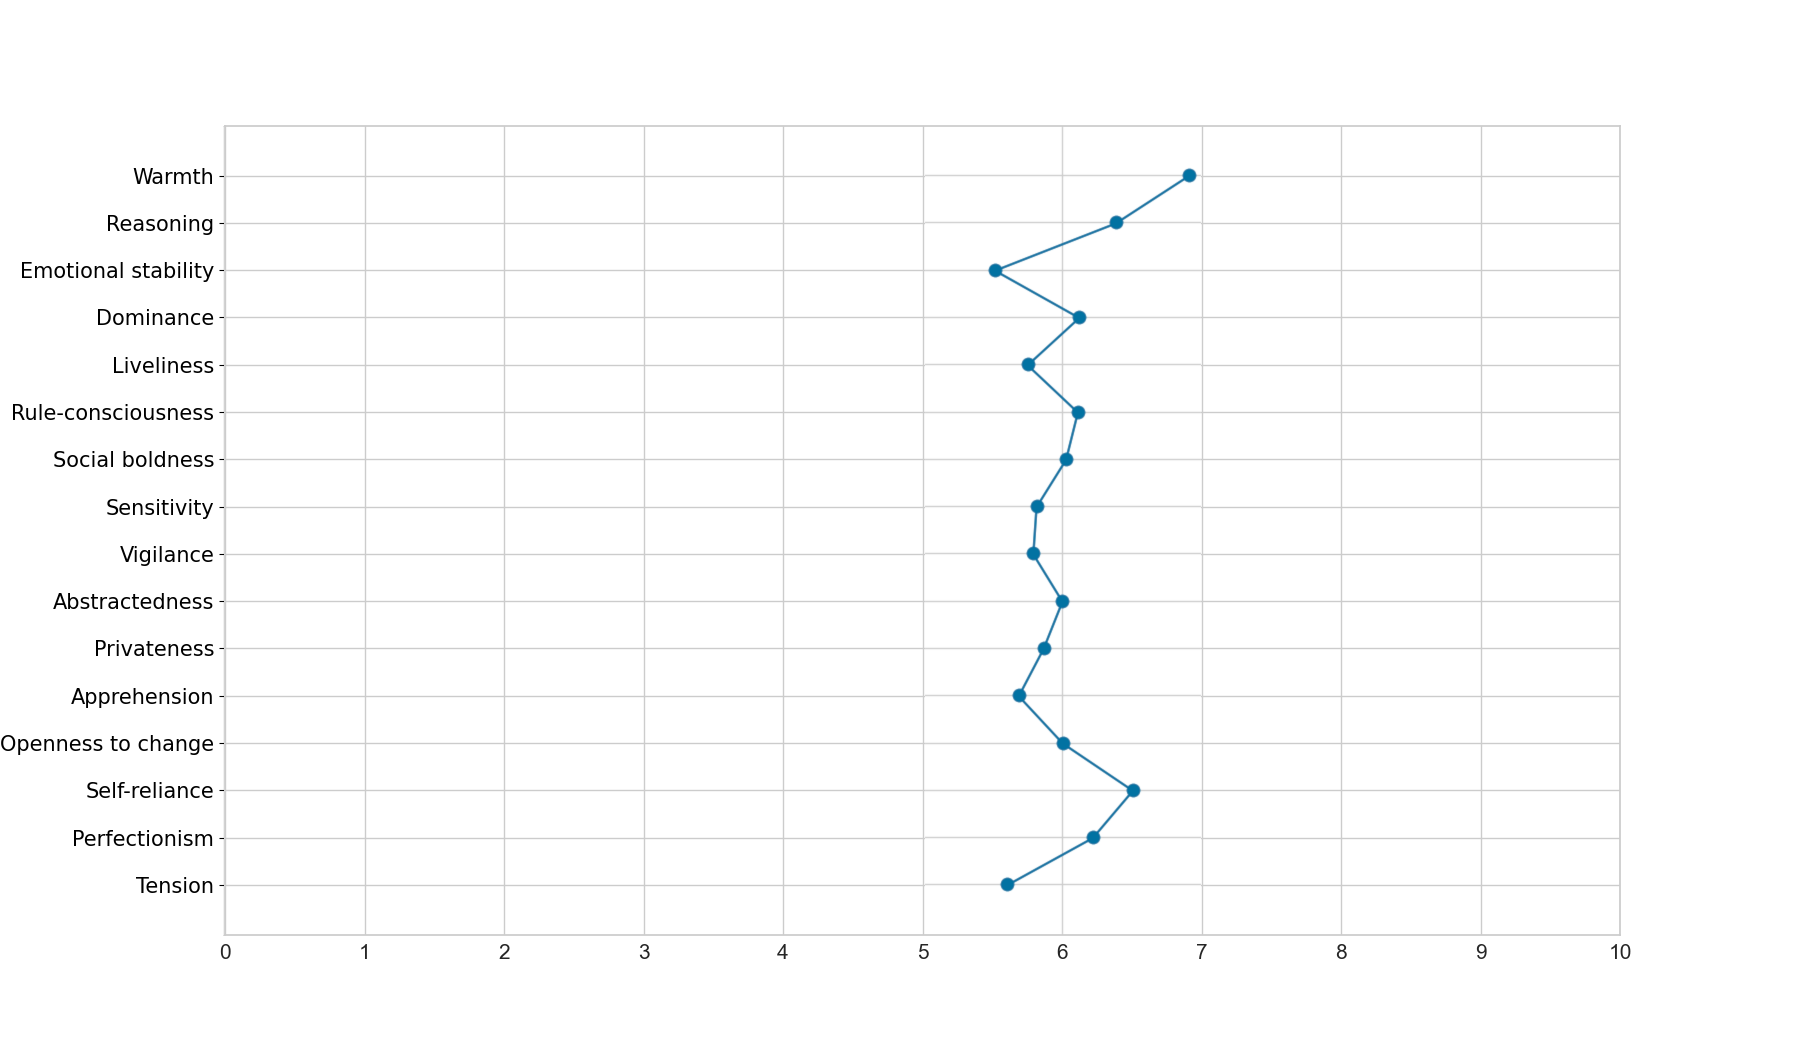 Warmth
Reasoning
Emotional stability
Dominance
Liveliness
Rule-consciousness
Social boldness
Sensitivity
Vigilance
Abstractedness
Privateness
Apprehension
Openness to change
Self-reliance
Perfectionism
Tension
0 1 2 3 4 5 6 7 8 9 10